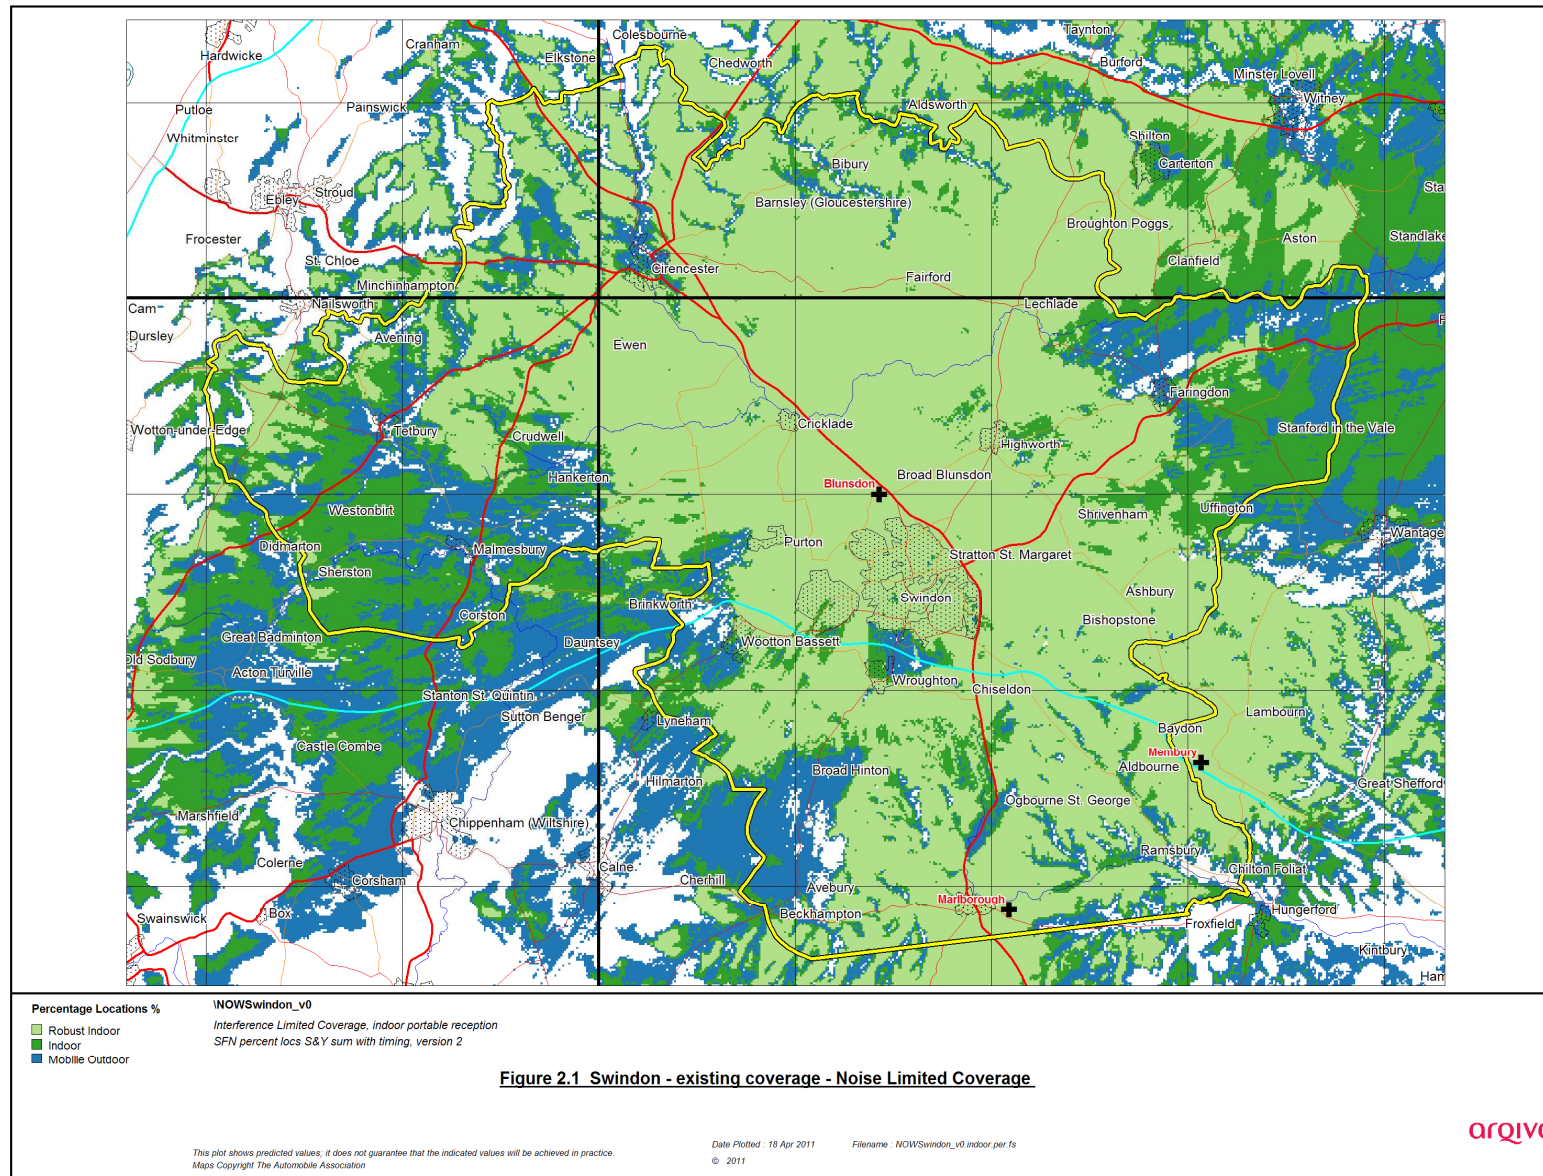 Colesbourne
Cranham
Hardwicke
Elkstone
Chedworth
Taynton
Burford
Minster Lovell
Witney
Putloe
Painswick
Aldsworth
Whitminster
Shilton
Carterton
Bibury
Stroud
Ebley
Sta
Barnsley (Gloucestershire)
Broughton Poggs
Frocester
Aston
Standlake
St. Chloe
Cirencester
Clanfield
Minchinhampton
Fairford
Nailsworth
Lechlade
Cam
Dursley
Avening
Ewen
F
Faringdon
Wotton-under-Edge
Tetbury
Crudwell
Cricklade
Highworth
Stanford in the Vale
Hankerton
Broad Blunsdon
Blunsdon
Westonbirt
Shrivenham
Uffington
Wantage
Didmarton
Malmesbury
Purton
Stratton St. Margaret
Sherston
Ashbury
Swindon
Brinkworth
Corston
Bishopstone
Great Badminton
Dauntsey
Wootton Bassett
Old Sodbury
Acton Turville
Wroughton
Chiseldon
Stanton St. Quintin
Sutton Benger
Lyneham
Lambourn
Baydon
Castle Combe
Membury
Aldbourne
Hilmarton
Broad Hinton
Great Shefford
Ogbourne St. George
Marshfield
Chippenham (Wiltshire)
Ramsbury
Colerne
Calne
Chilton Foliat
Corsham
Cherhill
Avebury
Marlborough
Swainswick
Box
Beckhampton
Hungerford
Froxfield
Kintbury
Ham
Percentage Locations %
Robust Indoor
Indoor
Mobilie Outdoor
\NOWSwindon_v0
Interference Limited Coverage, indoor portable reception
SFN percent locs S&Y sum with timing, version 2
Figure 2.1 Swindon - existing coverage - Noise Limited Coverage
arqiva
Date Plotted : 18 Apr 2011 Filename : NOWSwindon_v0.indoor.per.fs
© 2011
This plot shows predicted values; it does not guarantee that the indicated values will be achieved in practice.
Maps Copyright The Automobile Association